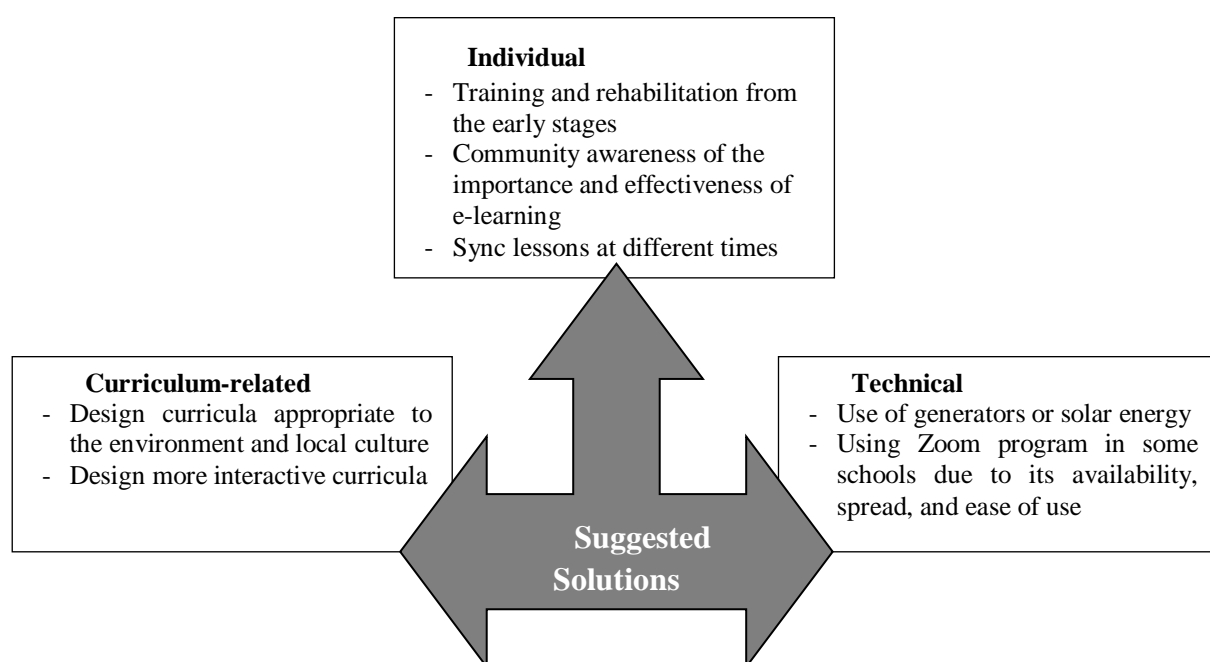 Individual
- Training and rehabilitation from
the early stages
- Community awareness of the
importance and effectiveness of
e-learning
- Sync lessons at different times
Curriculum-related
- Design curricula appropriate to
the environment and local culture
- Design more interactive curricula
Technical
- Use of generators or solar energy
- Using Zoom program in some
schools due to its availability,
spread, and ease of use
Suggested
Solutions